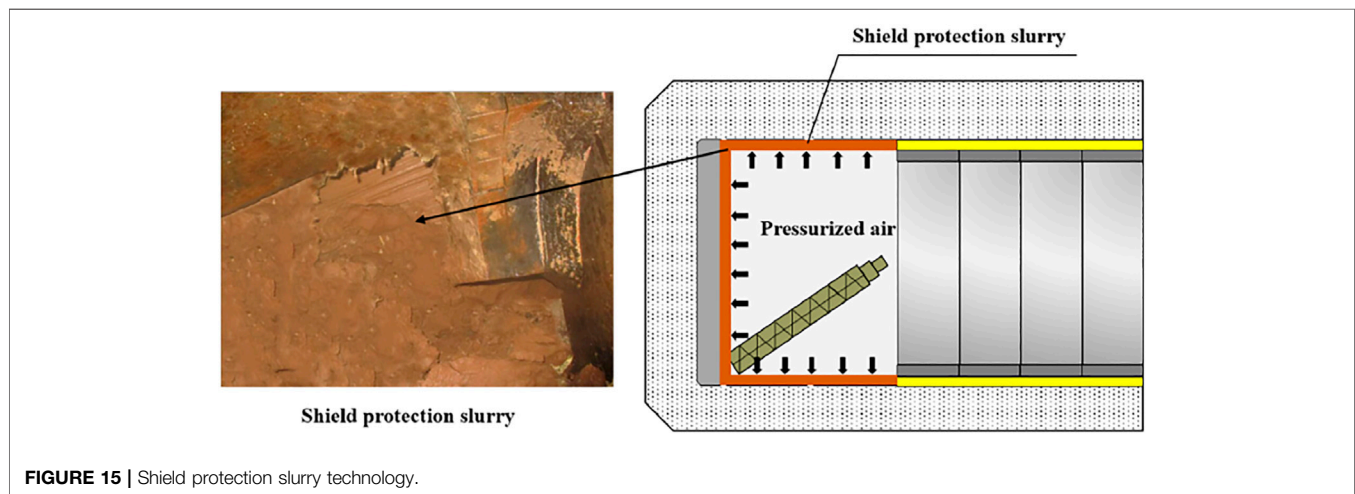 Shield protection slurry
Pressurized air
Shield protection slurry
FIGURE 15 | Shield protection slurry technology.